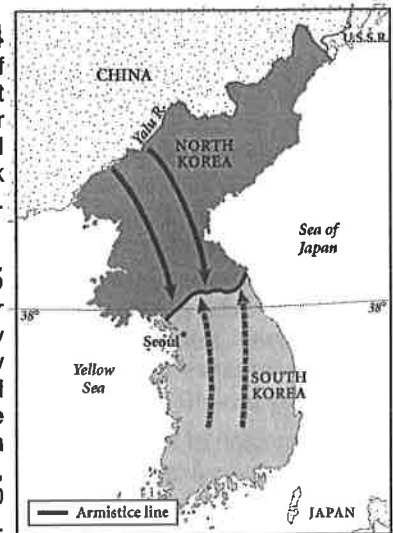 U.S.S.R.
CHINA
Yalu R.
NORTH
KOREA
Sea of
Japan
38°
38°
Seoul
Yellow
Sea
SOUTH
KOREA
Armistice line
JAPAN